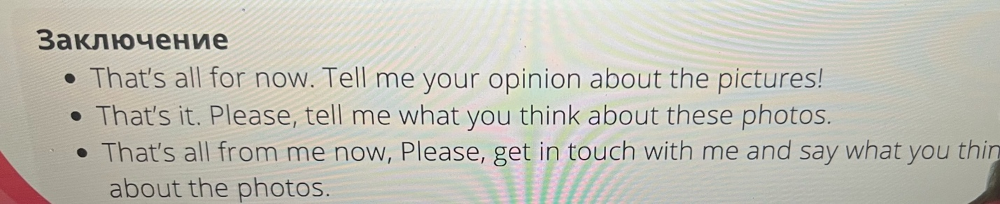 Заключение
• That's all for now. Tell me your opinion about the pictures!
• That's it. Please, tell me what you think about these photos.
• That's all from me now, Please, get in touch with me and say what you thin
about the photos.